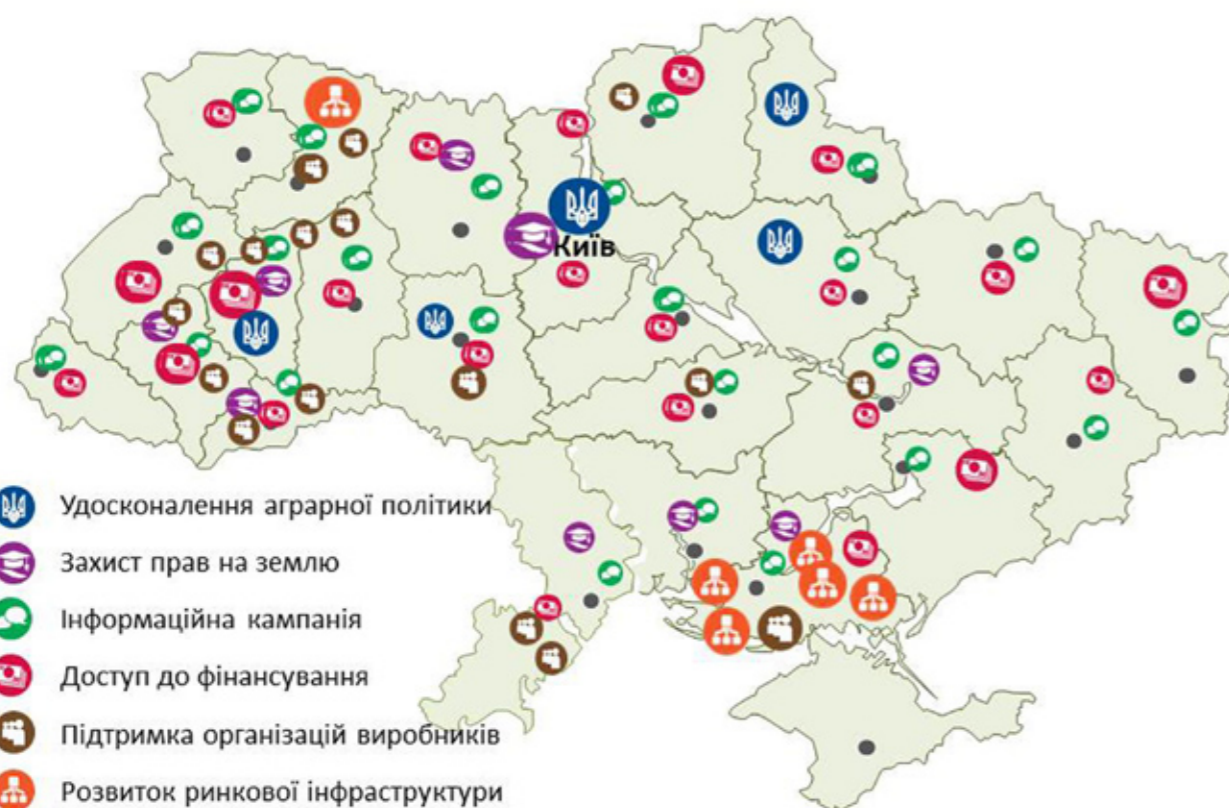 Київ
Удосконалення аграрної політики
Захист прав на землю
Інформаційна кампанія
Доступ до фінансування
Підтримка організацій виробників
Розвиток ринкової інфраструктури